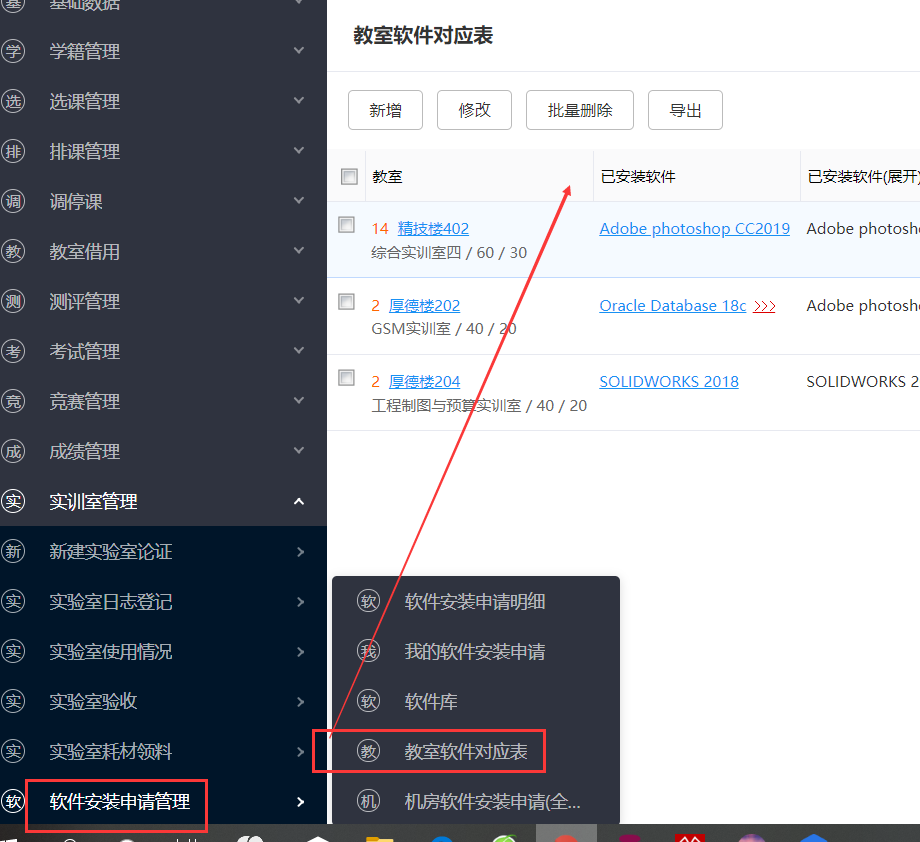 基 基础数据
学 学籍管理
选 选课管理
排 排课管理
调 调停课
教 教室借用
测 测评管理
考 考试管理
竞 竞赛管理
成 成绩管理
实 实训室管理
新 新建实验室论证
实 实验室日志登记
实 实验室使用情况
实 实验室验收
实 实验室耗材领料
软 软件安装申请管理
软 软件安装申请明细
我 我的软件安装申请
软 软件库
教 教室软件对应表
机 机房软件安装申请(全...
教室软件对应表
新增 修改 批量删除 导出
教室 已安装软件 已安装软件(展开)
14 精技楼402 Adobe photoshop CC2019 Adobe photosh
综合实训室四 / 60 / 30
2 厚德楼202 Oracle Database 18c >>> Adobe photosh
GSM实训室 / 40 / 20
2 厚德楼204 SOLIDWORKS 2018 SOLIDWORKS 2
工程制图与预算实训室 / 40 / 20